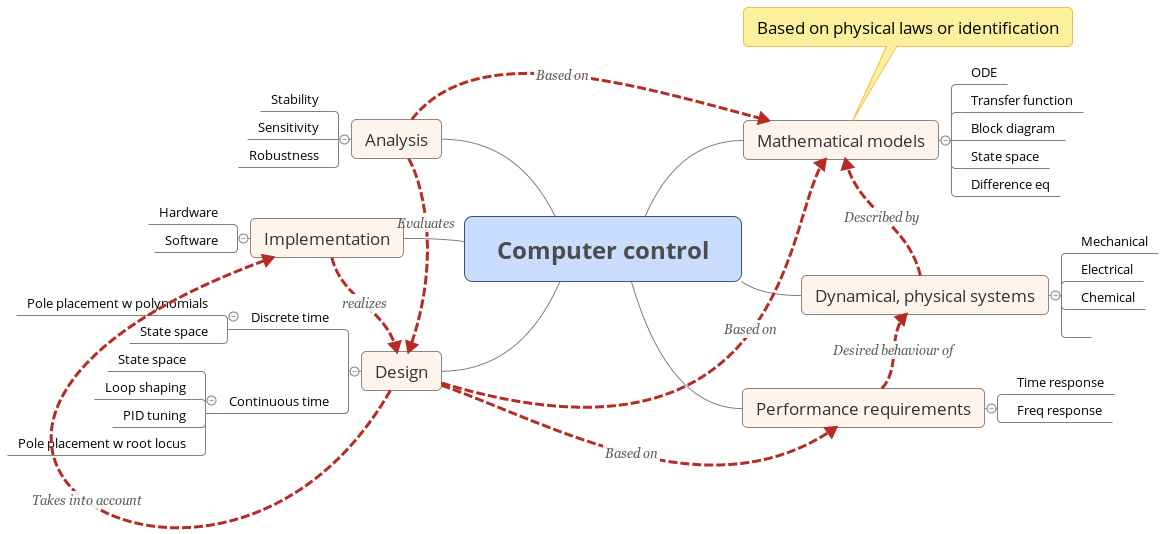 Based on physical laws or identification
Based on
ODE
Transfer function
Block diagram
State space
Difference eq
Mathematical models
Stability
Sensitivity
Robustness
Analysis
Hardware
Software
Implementation
Evaluates
Computer control
Described by
Mechanical
Electrical
Chemical
Dynamical, physical systems
realizes
Pole placement w polynomials
State space
Discrete time
Based on
Desired behaviour of
State space
Loop shaping
PID tuning
Pole placement w root locus
Continuous time
Design
Time response
Freq response
Performance requirements
Based on
Takes into account